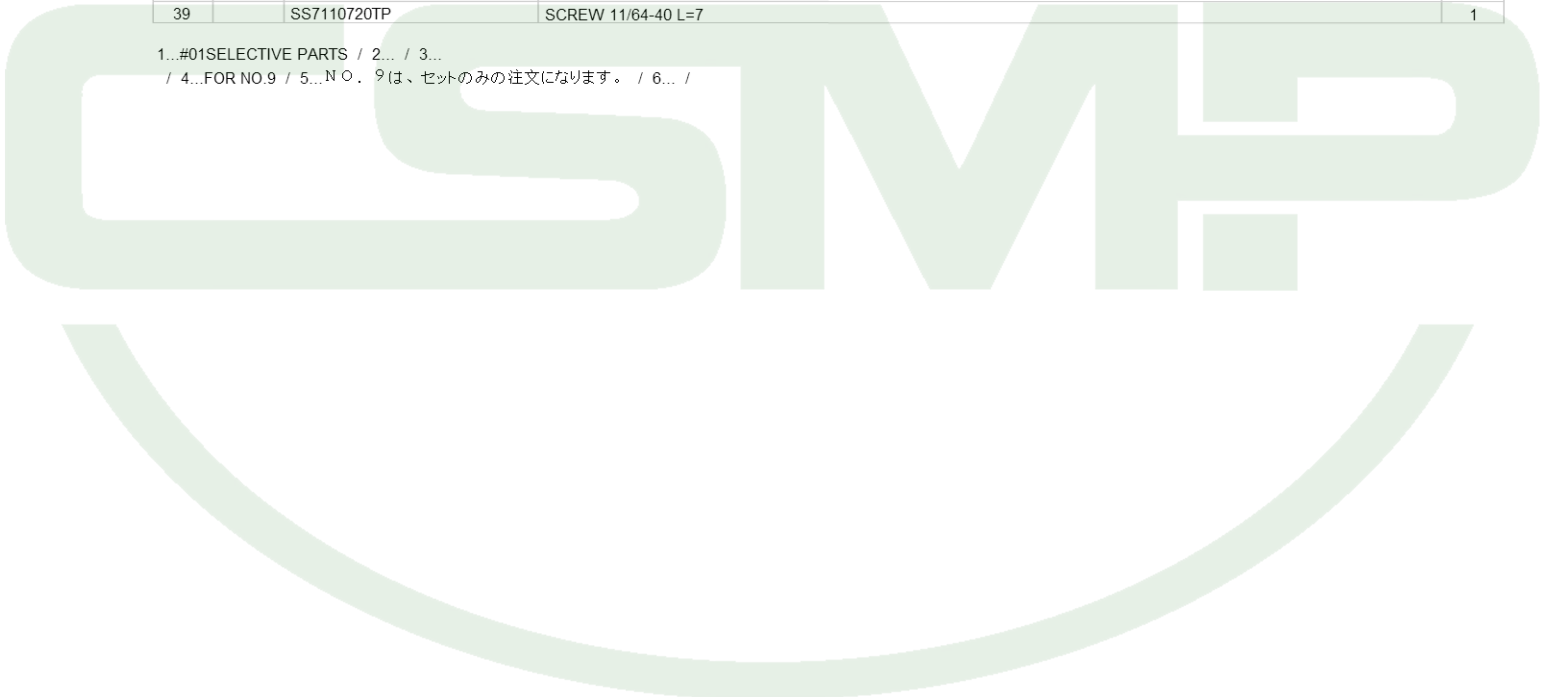 39 SS7110720TP SCREW 11/64-40 L=7 1
1...#01SELECTIVE PARTS / 2... / 3...
/ 4...FOR NO.9 / 5...ＮＯ．９は、セットのみの注文になります。 / 6... /
CSMP